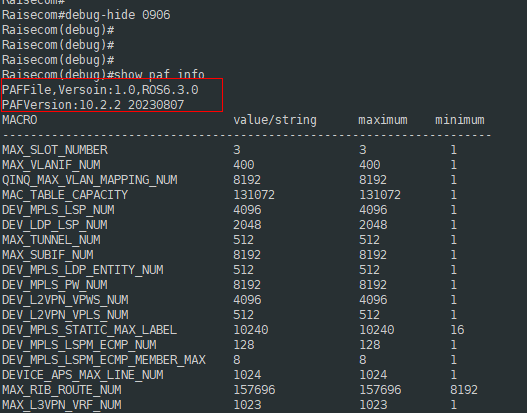 Raisecom#
Raisecom#debug-hide 0906
Raisecom(debug)#
Raisecom(debug)#
Raisecom(debug)#
Raisecom(debug)#show paf info
PAFFile,Versoin:1.0,ROS6.3.0
PAFVersion:10.2.2 20230807
MACRO value/string maximum minimum
----------------------------------------------------------------------
MAX_SLOT_NUMBER 3 3 1
MAX_VLANIF_NUM 400 400 1
QINQ_MAX_VLAN_MAPPING_NUM 8192 8192 1
MAC_TABLE_CAPACITY 131072 131072 1
DEV_MPLS_LSP_NUM 4096 4096 1
DEV_LDP_LSP_NUM 2048 2048 1
MAX_TUNNEL_NUM 512 512 1
MAX_SUBIF_NUM 8192 8192 1
DEV_MPLS_LDP_ENTITY_NUM 512 512 1
DEV_MPLS_PW_NUM 8192 8192 1
DEV_L2VPN_VPWS_NUM 4096 4096 1
DEV_L2VPN_VPLS_NUM 512 512 1
DEV_MPLS_STATIC_MAX_LABEL 10240 10240 16
DEV_MPLS_LSPM_ECMP_NUM 128 128 1
DEV_MPLS_LSPM_ECMP_MEMBER_MAX 8 8 1
DEVICE_APS_MAX_LINE_NUM 1024 1024 1
MAX_RIB_ROUTE_NUM 157696 157696 8192
MAX_L3VPN_VRF_NUM 1023 1023 1